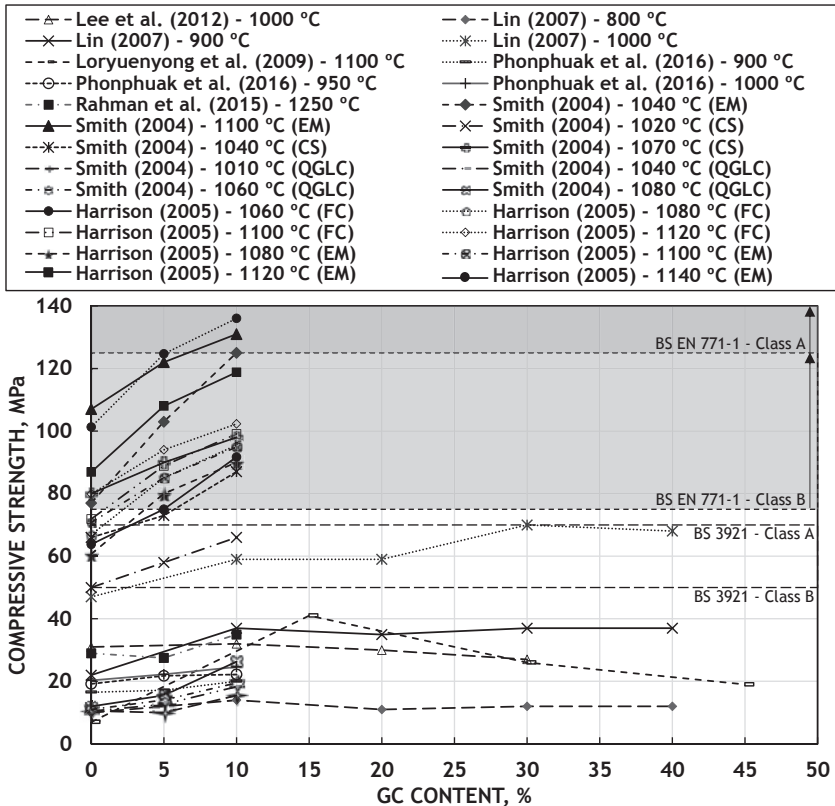 Lee et al. (2012) - 1000 ºC
Lin (2007) - 800 ºC
Lin (2007) - 900 ºC
Lin (2007) - 1000 ºC
Loryuenyong et al. (2009) - 1100 ºC
Phonphuak et al. (2016) - 900 ºC
Phonphuak et al. (2016) - 950 ºC
Phonphuak et al. (2016) - 1000 ºC
Rahman et al. (2015) - 1250 ºC
Smith (2004) - 1040 ºC (EM)
Smith (2004) - 1100 ºC (EM)
Smith (2004) - 1020 ºC (CS)
Smith (2004) - 1040 ºC (CS)
Smith (2004) - 1070 ºC (CS)
Smith (2004) - 1010 ºC (QGLC)
Smith (2004) - 1040 ºC (QGLC)
Smith (2004) - 1060 ºC (QGLC)
Smith (2004) - 1080 ºC (QGLC)
Harrison (2005) - 1060 ºC (FC)
Harrison (2005) - 1080 ºC (FC)
Harrison (2005) - 1100 ºC (FC)
Harrison (2005) - 1120 ºC (FC)
Harrison (2005) - 1080 ºC (EM)
Harrison (2005) - 1100 ºC (EM)
Harrison (2005) - 1120 ºC (EM)
Harrison (2005) - 1140 ºC (EM)
COMPRESSIVE STRENGTH, MPa
140
120
100
80
60
40
20
0
BS EN 771-1 - Class A
BS EN 771-1 - Class B
BS 3921 - Class A
BS 3921 - Class B
0 5 10 15 20 25 30 35 40 45 50
GC CONTENT, %